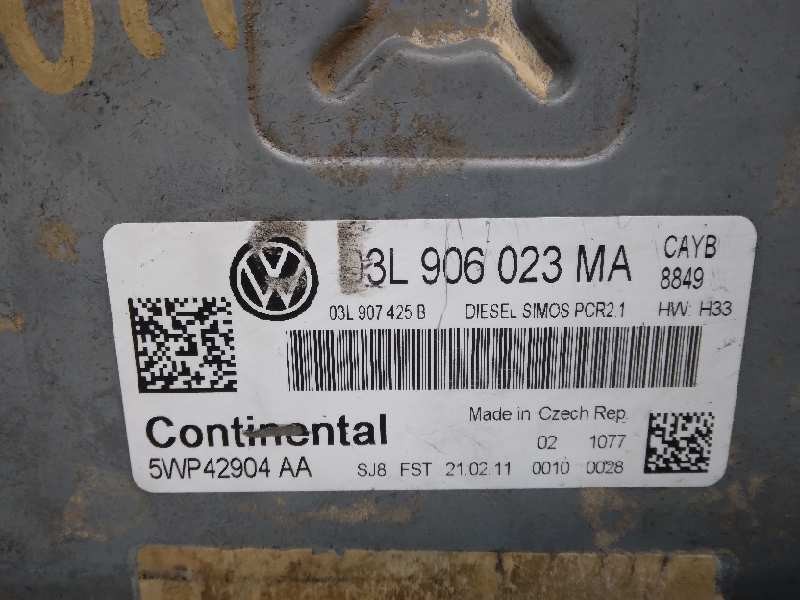 03L 906 023 MA CAYB
8849
03L 907 425 B DIESEL SIMOS PCR2.1 HW: H33
Continental
Made in Czech Rep.
02 1077
5WP42904 AA SJ8 FST 21.02.11 0010 0028